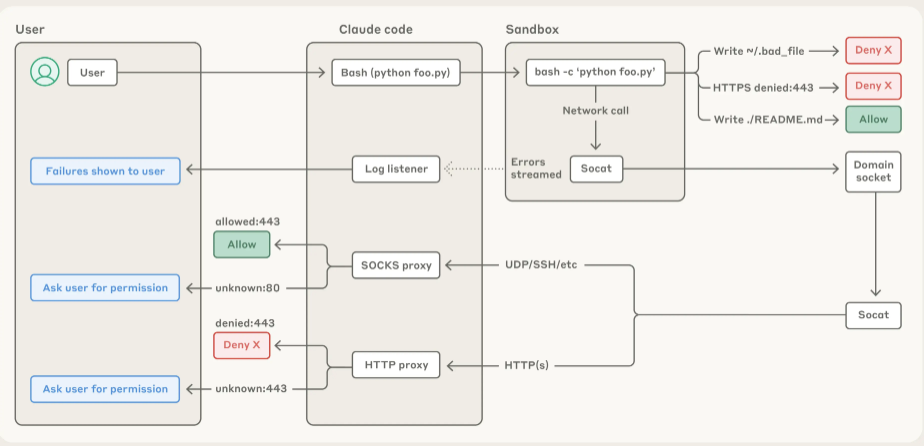 User
Claude code
Sandbox
User
Bash (python foo.py)
bash -c ‘python foo.py’
Write ~/.bad_file
Deny X
HTTPS denied:443
Deny X
Write ./README.md
Allow
Network call
Failures shown to user
Log listener
Errors
streamed
Socat
Domain
socket
allowed:443
Allow
SOCKS proxy
UDP/SSH/etc
Ask user for permission
unknown:80
Socat
denied:443
Deny X
HTTP proxy
HTTP(s)
Ask user for permission
unknown:443